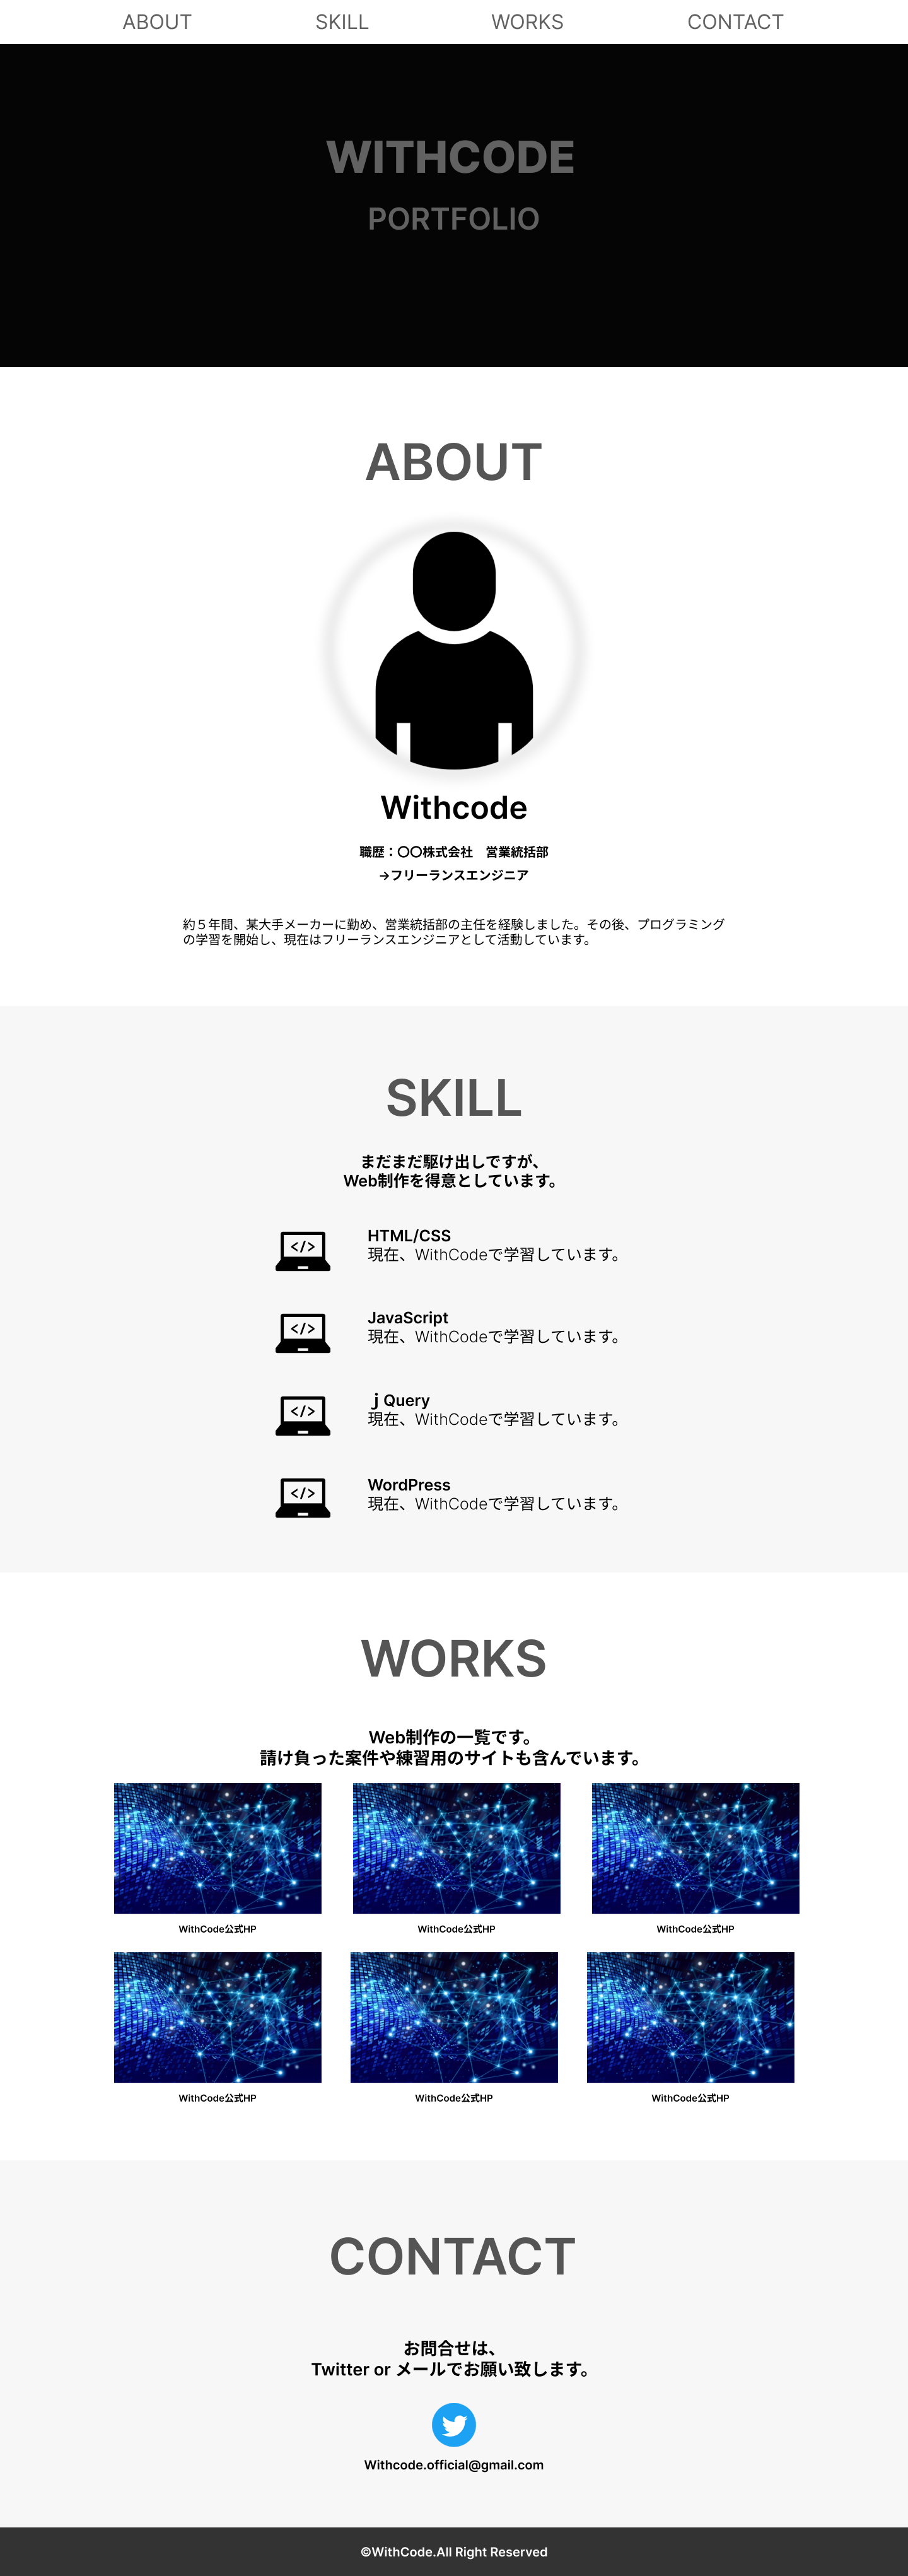 ABOUT SKILL WORKS CONTACT
WITHCODE
PORTFOLIO
ABOUT
Withcode
職歴：〇〇株式会社　営業統括部
→フリーランスエンジニア
約５年間、某大手メーカーに勤め、営業統括部の主任を経験しました。その後、プログラミング
の学習を開始し、現在はフリーランスエンジニアとして活動しています。
SKILL
まだまだ駆け出しですが、
Web制作を得意としています。
</>
HTML/CSS
現在、WithCodeで学習しています。
</>
JavaScript
現在、WithCodeで学習しています。
</>
ｊQuery
現在、WithCodeで学習しています。
</>
WordPress
現在、WithCodeで学習しています。
WORKS
Web制作の一覧です。
請け負った案件や練習用のサイトも含んでいます。
WithCode公式HP WithCode公式HP WithCode公式HP
WithCode公式HP WithCode公式HP WithCode公式HP
CONTACT
お問合せは、
Twitter or メールでお願い致します。
Withcode.official@gmail.com
©WithCode.All Right Reserved